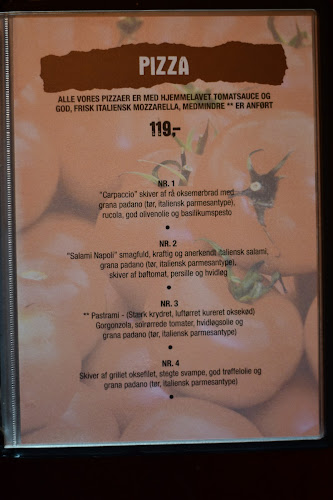 PIZZA
ALLE VORES PIZZAER ER MED HJEMMELAVET TOMATSAUCE OG
GOD, FRISK ITALIENSK MOZZARELLA, MEDMINDRE ** ER ANFØRT
119,-
NR. 1
"Carpaccio" skiver af rå oksemørbrad med
grana padano (tør, italiensk parmesantype),
rucola, god olivenolie og basilikumspesto
•
NR. 2
"Salami Napoli" smagfuld, kraftig og anerkendt italiensk salami,
grana padano (tør, italiensk parmesantype),
skiver af bøftomat, persille og hvidløg
•
NR. 3
** Pastrami - (Stærk krydret, luftørret kureret oksekød)
Gorgonzola, solrørrede tomater, hvidløgsolie og
grana padano (tør, italiensk parmesantype)
•
NR. 4
Skiver af grillet oksefilet, stegte svampe, god trøffelolie og
grana padano (tør, italiensk parmesantype)
•